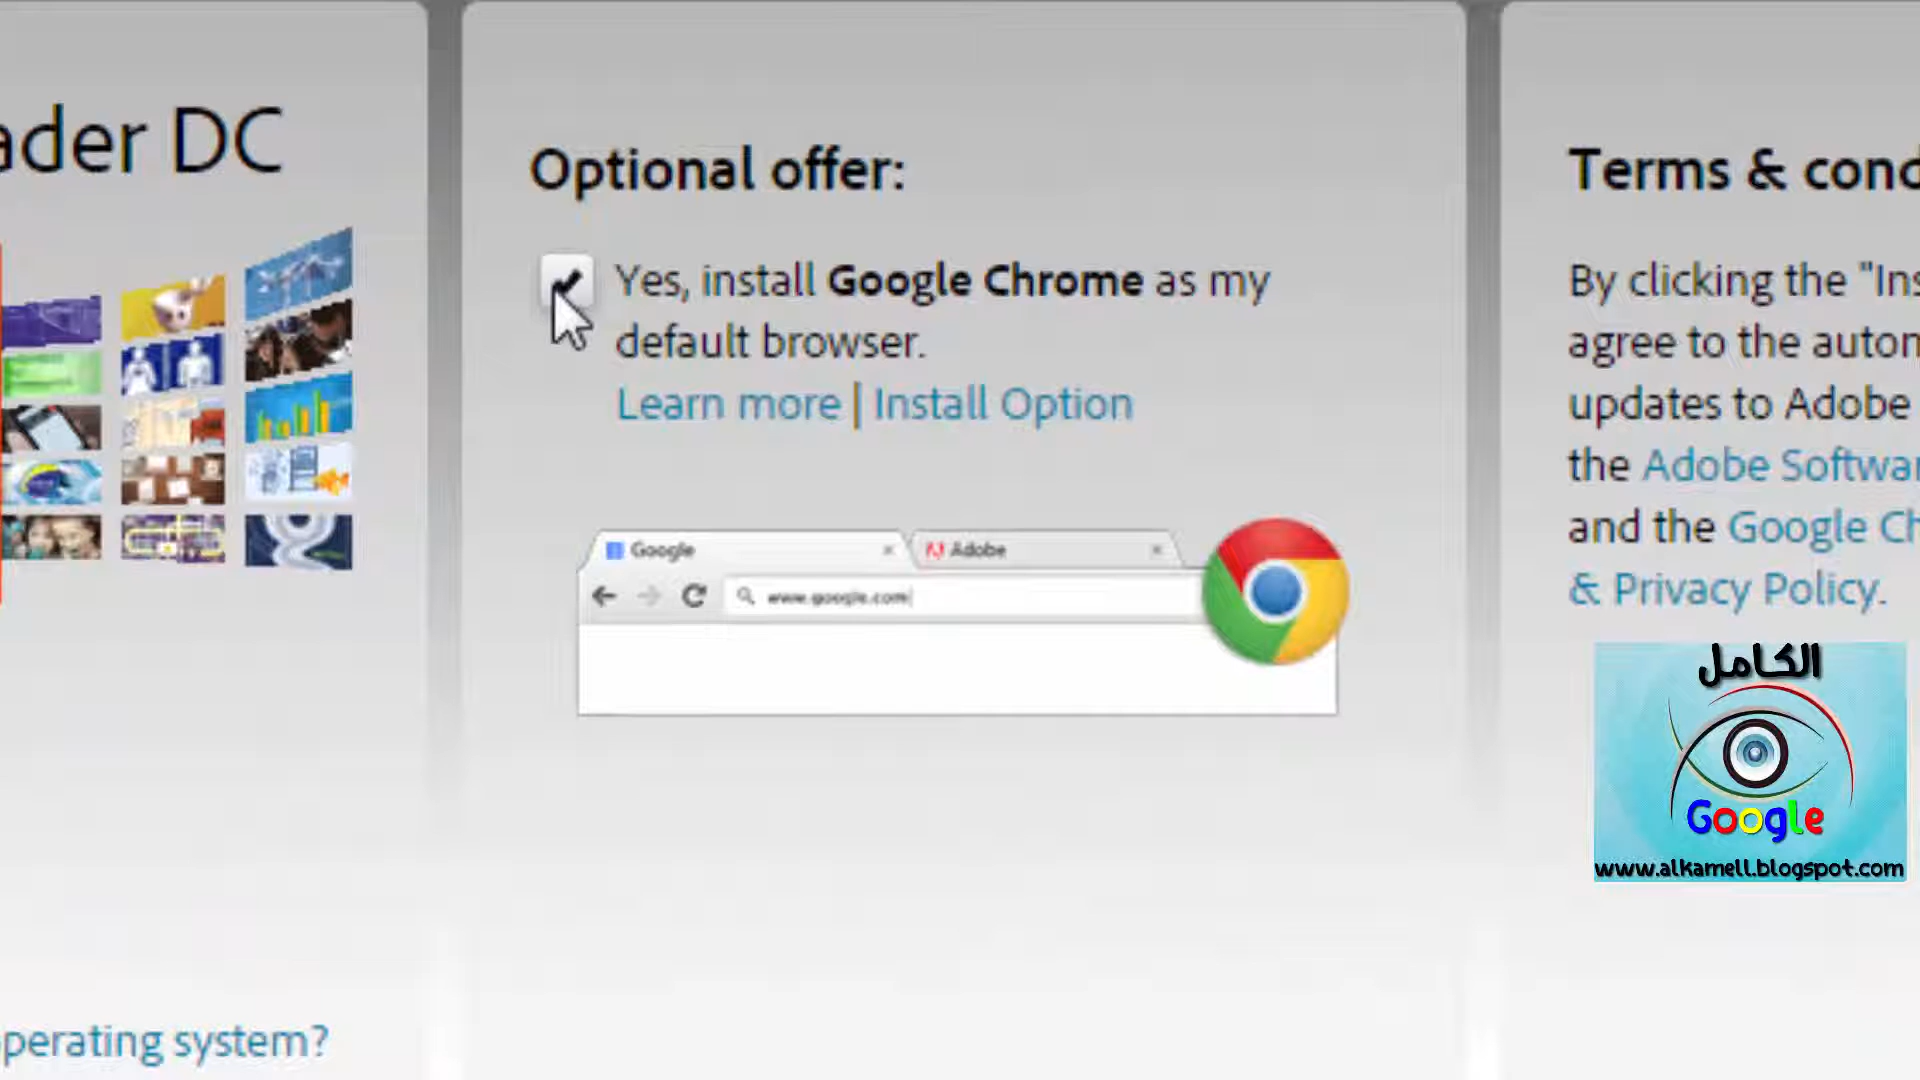 ader DC
perating system?
Optional offer:
Yes, install Google Chrome as my
default browser.
Learn more | Install Option
Google
Adobe
www.google.com
Terms & cond
By clicking the "Ins
agree to the autom
updates to Adobe
the Adobe Softwar
and the Google Ch
& Privacy Policy.
الكامل
Google
www.alkamell.blogspot.com